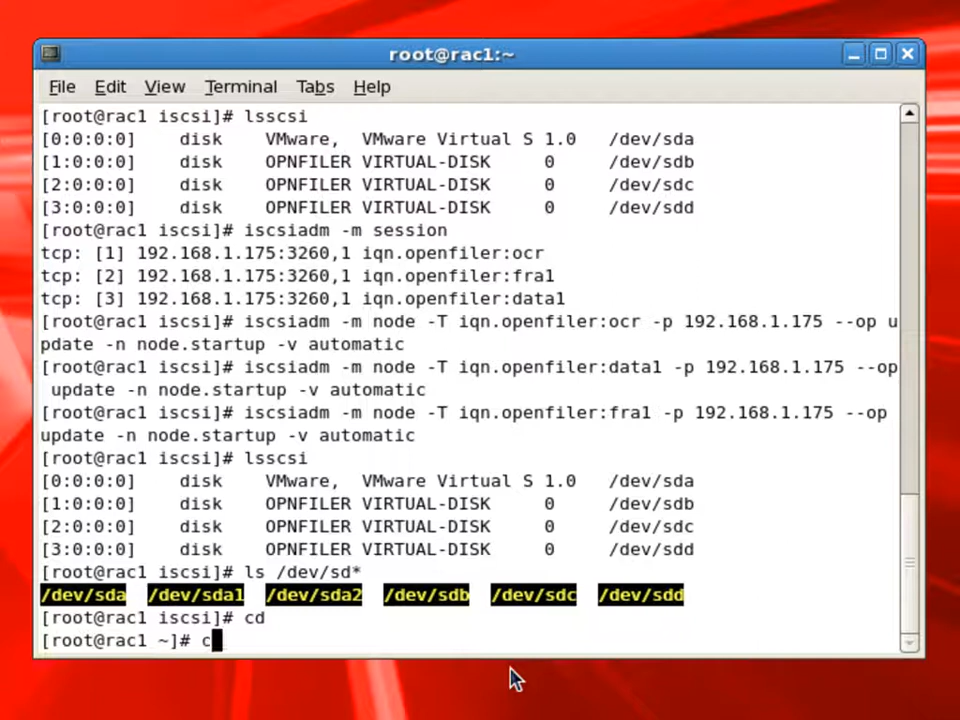 root@rac1:~
File Edit View Terminal Tabs Help
[root@rac1 iscsi]# lsscsi
[0:0:0:0] disk VMware, VMware Virtual S 1.0 /dev/sda
[1:0:0:0] disk OPNFILER VIRTUAL-DISK 0 /dev/sdb
[2:0:0:0] disk OPNFILER VIRTUAL-DISK 0 /dev/sdc
[3:0:0:0] disk OPNFILER VIRTUAL-DISK 0 /dev/sdd
[root@rac1 iscsi]# iscsiadm -m session
tcp: [1] 192.168.1.175:3260,1 iqn.openfiler:ocr
tcp: [2] 192.168.1.175:3260,1 iqn.openfiler:fra1
tcp: [3] 192.168.1.175:3260,1 iqn.openfiler:data1
[root@rac1 iscsi]# iscsiadm -m node -T iqn.openfiler:ocr -p 192.168.1.175 --op u
pdate -n node.startup -v automatic
[root@rac1 iscsi]# iscsiadm -m node -T iqn.openfiler:data1 -p 192.168.1.175 --op
 update -n node.startup -v automatic
[root@rac1 iscsi]# iscsiadm -m node -T iqn.openfiler:fra1 -p 192.168.1.175 --op
update -n node.startup -v automatic
[root@rac1 iscsi]# lsscsi
[0:0:0:0] disk VMware, VMware Virtual S 1.0 /dev/sda
[1:0:0:0] disk OPNFILER VIRTUAL-DISK 0 /dev/sdb
[2:0:0:0] disk OPNFILER VIRTUAL-DISK 0 /dev/sdc
[3:0:0:0] disk OPNFILER VIRTUAL-DISK 0 /dev/sdd
[root@rac1 iscsi]# ls /dev/sd*
/dev/sda /dev/sda1 /dev/sda2 /dev/sdb /dev/sdc /dev/sdd
[root@rac1 iscsi]# cd
[root@rac1 ~]# c